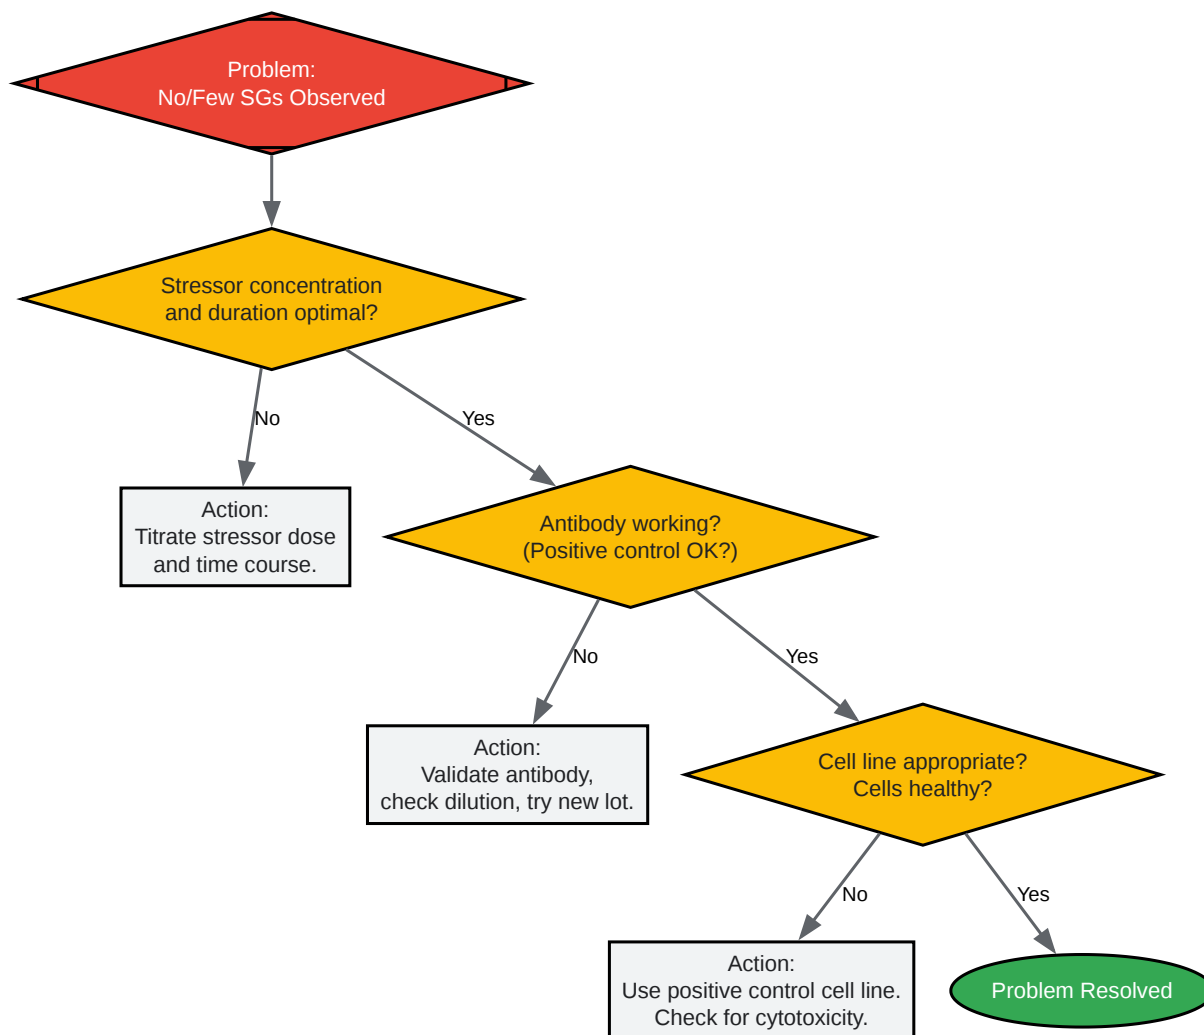 Problem:
No/Few SGs Observed
Stressor concentration
and duration optimal?
No
Yes
Action:
Titrate stressor dose
and time course.
Antibody working?
(Positive control OK?)
No
Yes
Action:
Validate antibody,
check dilution, try new lot.
Cell line appropriate?
Cells healthy?
No
Yes
Action:
Use positive control cell line.
Check for cytotoxicity.
Problem Resolved